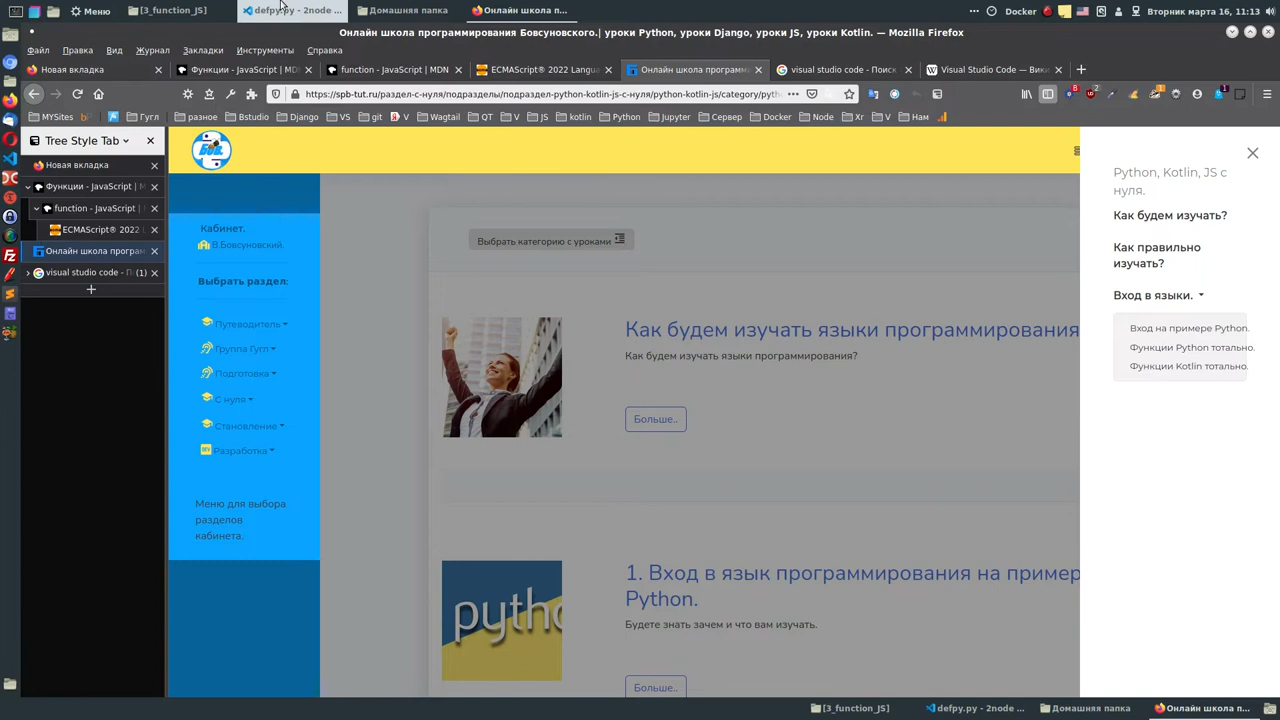 Меню
[3_function_JS]
defpy.py - 2node ...
Домашняя папка
Онлайн школа п...
Docker
Вторник марта 16, 11:13
Онлайн школа программирования Бовсуновского.| уроки Python, уроки Django, уроки JS, уроки Kotlin. — Mozilla Firefox
Файл Правка Вид Журнал Закладки Инструменты Справка
Новая вкладка
Функции - JavaScript | MDN
function - JavaScript | MDN
ECMAScript® 2022 Langua
Онлайн школа программ
visual studio code - Поиск
Visual Studio Code — Вики
https://spb-tut.ru/раздел-с-нуля/подразделы/подраздел-python-kotlin-js-с-нуля/python-kotlin-js/category/pyth
MYSites Вт Гугл разное Bstudio Django VS git V Wagtail QT V JS kotlin Python Jupyter Сервер Docker Node Xr V Нам
Tree Style Tab
Новая вкладка
Функции - JavaScript | M
function - JavaScript |
ECMAScript® 2022 L
Онлайн школа програм
visual studio code - П (1)
Кабинет.
В.Бовсуновский.
Выбрать раздел:
Путеводитель
Группа Гугл
Подготовка
С нуля
Становление
Разработка
Меню для выбора
разделов
кабинета.
Выбрать категорию с уроками
Как будем изучать языки программирования
Как будем изучать языки программирования?
Больше..
python
1. Вход в язык программирования на пример
Python.
Будете знать зачем и что вам изучать.
Больше..
Python, Kotlin, JS с
нуля.
Как будем изучать?
Как правильно
изучать?
Вход в языки.
Вход на примере Python.
Функции Python тотально.
Функции Kotlin тотально.
[3_function_JS]
defpy.py - 2node ...
Домашняя папка
Онлайн школа п...